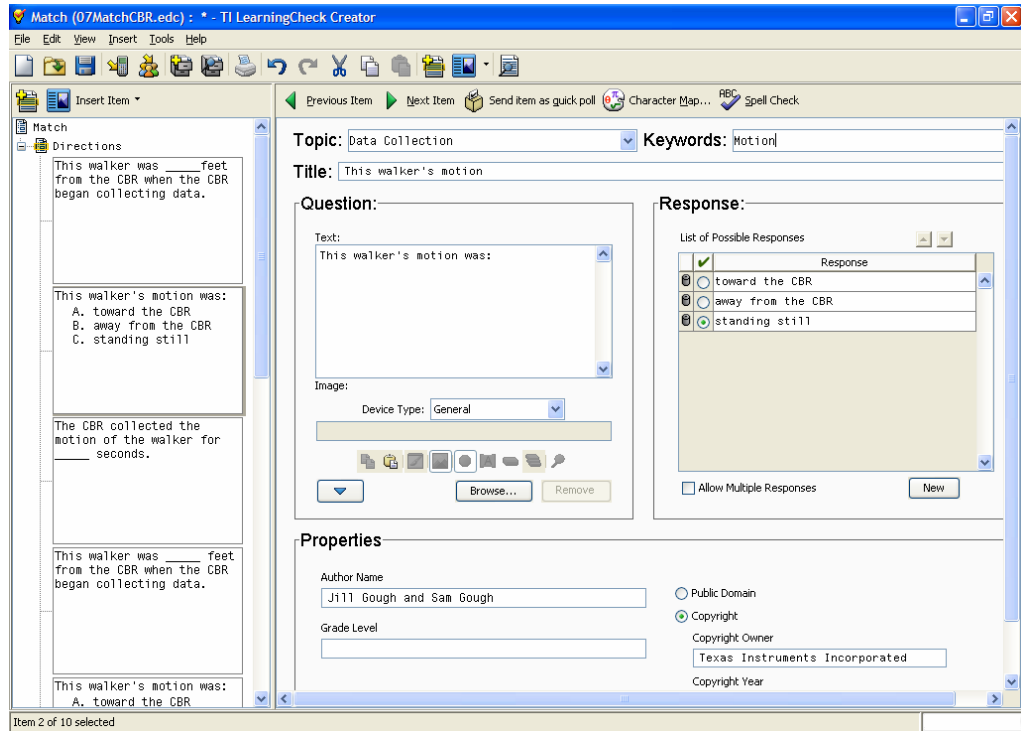 Match (07MatchCBR.edc) : * - TI LearningCheck Creator
File Edit View Insert Tools Help
Insert Item
Previous Item Next Item Send item as quick poll Character Map... ABC Spell Check
Match
Directions
This walker was _____feet
from the CBR when the CBR
began collecting data.
This walker's motion was:
A. toward the CBR
B. away from the CBR
C. standing still
The CBR collected the
motion of the walker for
_____ seconds.
This walker was _____ feet
from the CBR when the CBR
began collecting data.
This walker's motion was:
A. toward the CBR
Topic: Data Collection Keywords: Motion
Title: This walker's motion
Question:
Text:
This walker's motion was:
Image:
Device Type: General
Browse... Remove
Response:
List of Possible Responses
Response
toward the CBR
away from the CBR
standing still
Allow Multiple Responses New
Properties
Author Name
Jill Gough and Sam Gough
Grade Level
Public Domain
Copyright
Copyright Owner
Texas Instruments Incorporated
Copyright Year
Item 2 of 10 selected